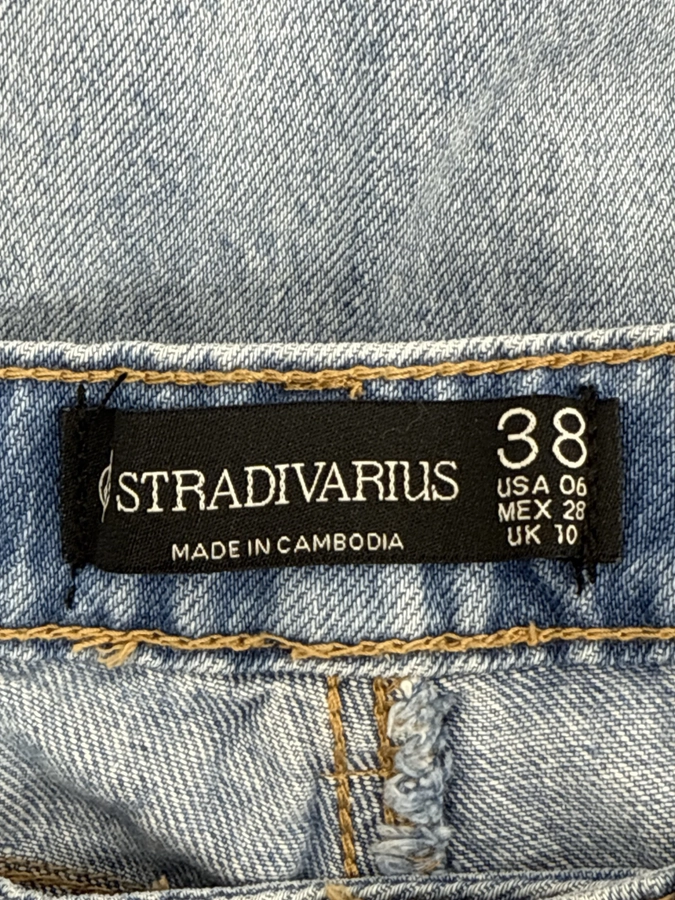 STRADIVARIUS
MADE IN CAMBODIA
38
USA 06
MEX 28
UK 10